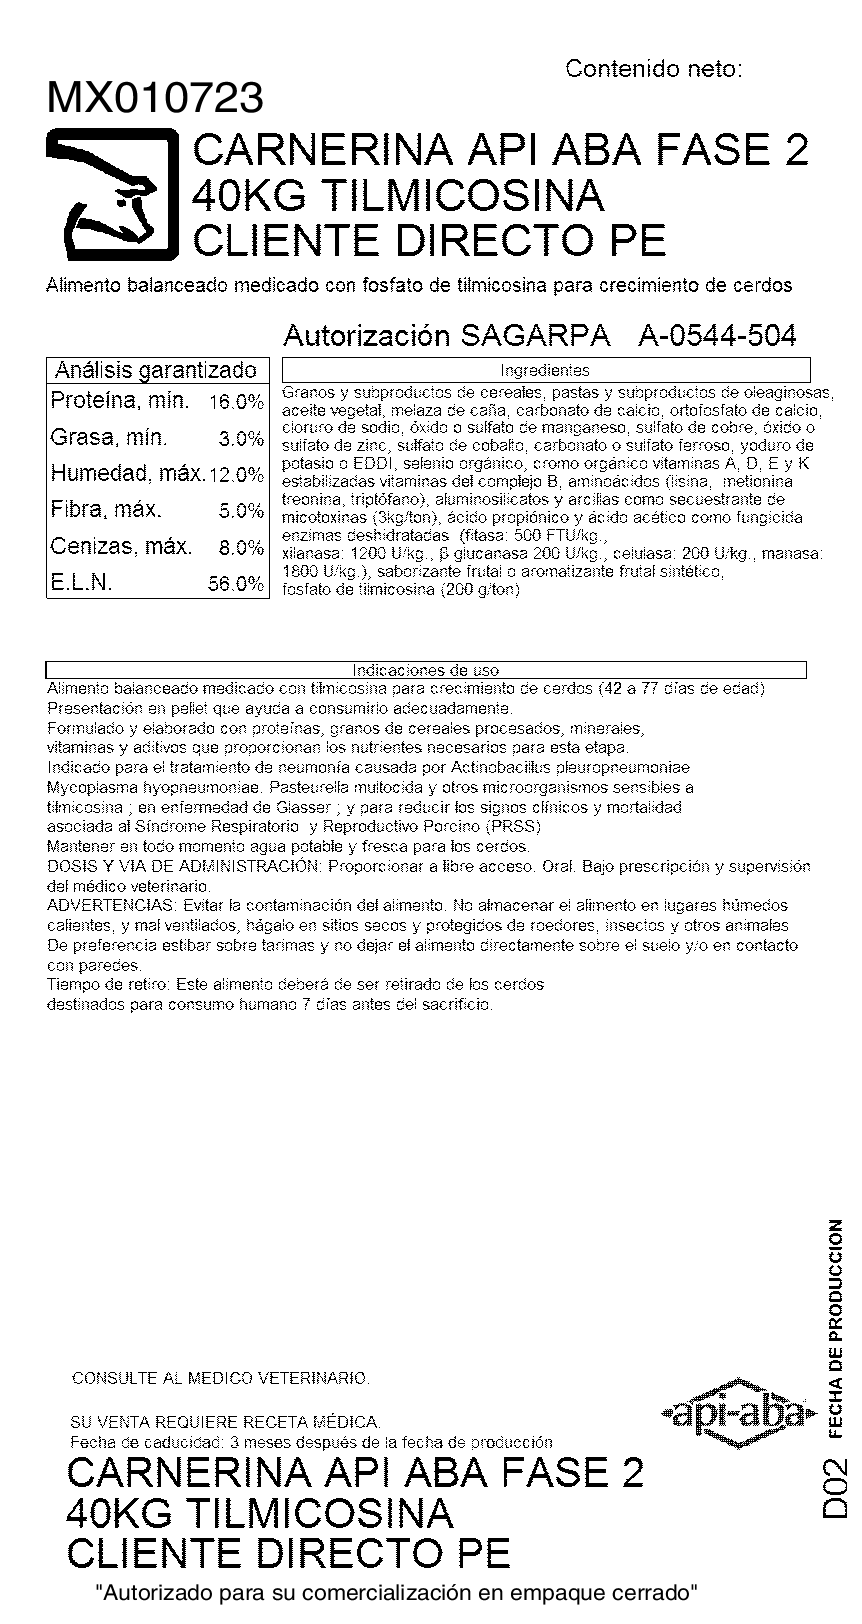 Contenido neto:
MX010723
CARNERINA API ABA FASE 2
40KG TILMICOSINA
CLIENTE DIRECTO PE
Alimento balanceado medicado con fosfato de tilmicosina para crecimiento de cerdos
Autorización SAGARPA A-0544-504
Análisis garantizado
Proteína, mín. 16.0%
Grasa, mín. 3.0%
Humedad, máx. 12.0%
Fibra, máx. 5.0%
Cenizas, máx. 8.0%
E.L.N. 56.0%
Ingredientes
Granos y subproductos de cereales, pastas y subproductos de oleaginosas,
aceite vegetal, melaza de caña, carbonato de calcio, ortofosfato de calcio,
cloruro de sodio, óxido o sulfato de manganeso, sulfato de cobre, óxido o
sulfato de zinc, sulfato de cobalto, carbonato o sulfato ferroso, yoduro de
potasio o EDDI, selenio orgánico, cromo orgánico vitaminas A, D, E y K
estabilizadas vitaminas del complejo B, aminoácidos (lisina, metionina
treonina, triptófano), aluminosilicatos y arcillas como secuestrante de
micotoxinas (3kg/ton), ácido propiónico y ácido acético como fungicida
enzimas deshidratadas (fitasa: 500 FTU/kg.,
xilanasa: 1200 U/kg., β glucanasa 200 U/kg., celulasa: 200 U/kg., manasa:
1800 U/kg.), saborizante frutal o aromatizante frutal sintético,
fosfato de tilmicosina (200 g/ton)
Indicaciones de uso
Alimento balanceado medicado con tilmicosina para crecimiento de cerdos (42 a 77 días de edad)
Presentación en pellet que ayuda a consumirlo adecuadamente.
Formulado y elaborado con proteínas, granos de cereales procesados, minerales,
vitaminas y aditivos que proporcionan los nutrientes necesarios para esta etapa.
Indicado para el tratamiento de neumonía causada por Actinobacillus pleuropneumoniae
Mycoplasma hyopneumoniae. Pasteurella multocida y otros microorganismos sensibles a
tilmicosina ; en enfermedad de Glasser ; y para reducir los signos clínicos y mortalidad
asociada al Síndrome Respiratorio y Reproductivo Porcino (PRSS)
Mantener en todo momento agua potable y fresca para los cerdos.
DOSIS Y VIA DE ADMINISTRACIÓN: Proporcionar a libre acceso. Oral. Bajo prescripción y supervisión
del médico veterinario.
ADVERTENCIAS: Evitar la contaminación del alimento. No almacenar el alimento en lugares húmedos
calientes, y mal ventilados, hágalo en sitios secos y protegidos de roedores, insectos y otros animales
De preferencia estibar sobre tarimas y no dejar el alimento directamente sobre el suelo y/o en contacto
con paredes.
Tiempo de retiro: Este alimento deberá de ser retirado de los cerdos
destinados para consumo humano 7 días antes del sacrificio.
FECHA DE PRODUCCION
D02
CONSULTE AL MEDICO VETERINARIO.
api-aba
SU VENTA REQUIERE RECETA MÉDICA.
Fecha de caducidad: 3 meses después de la fecha de producción
CARNERINA API ABA FASE 2
40KG TILMICOSINA
CLIENTE DIRECTO PE
"Autorizado para su comercialización en empaque cerrado"